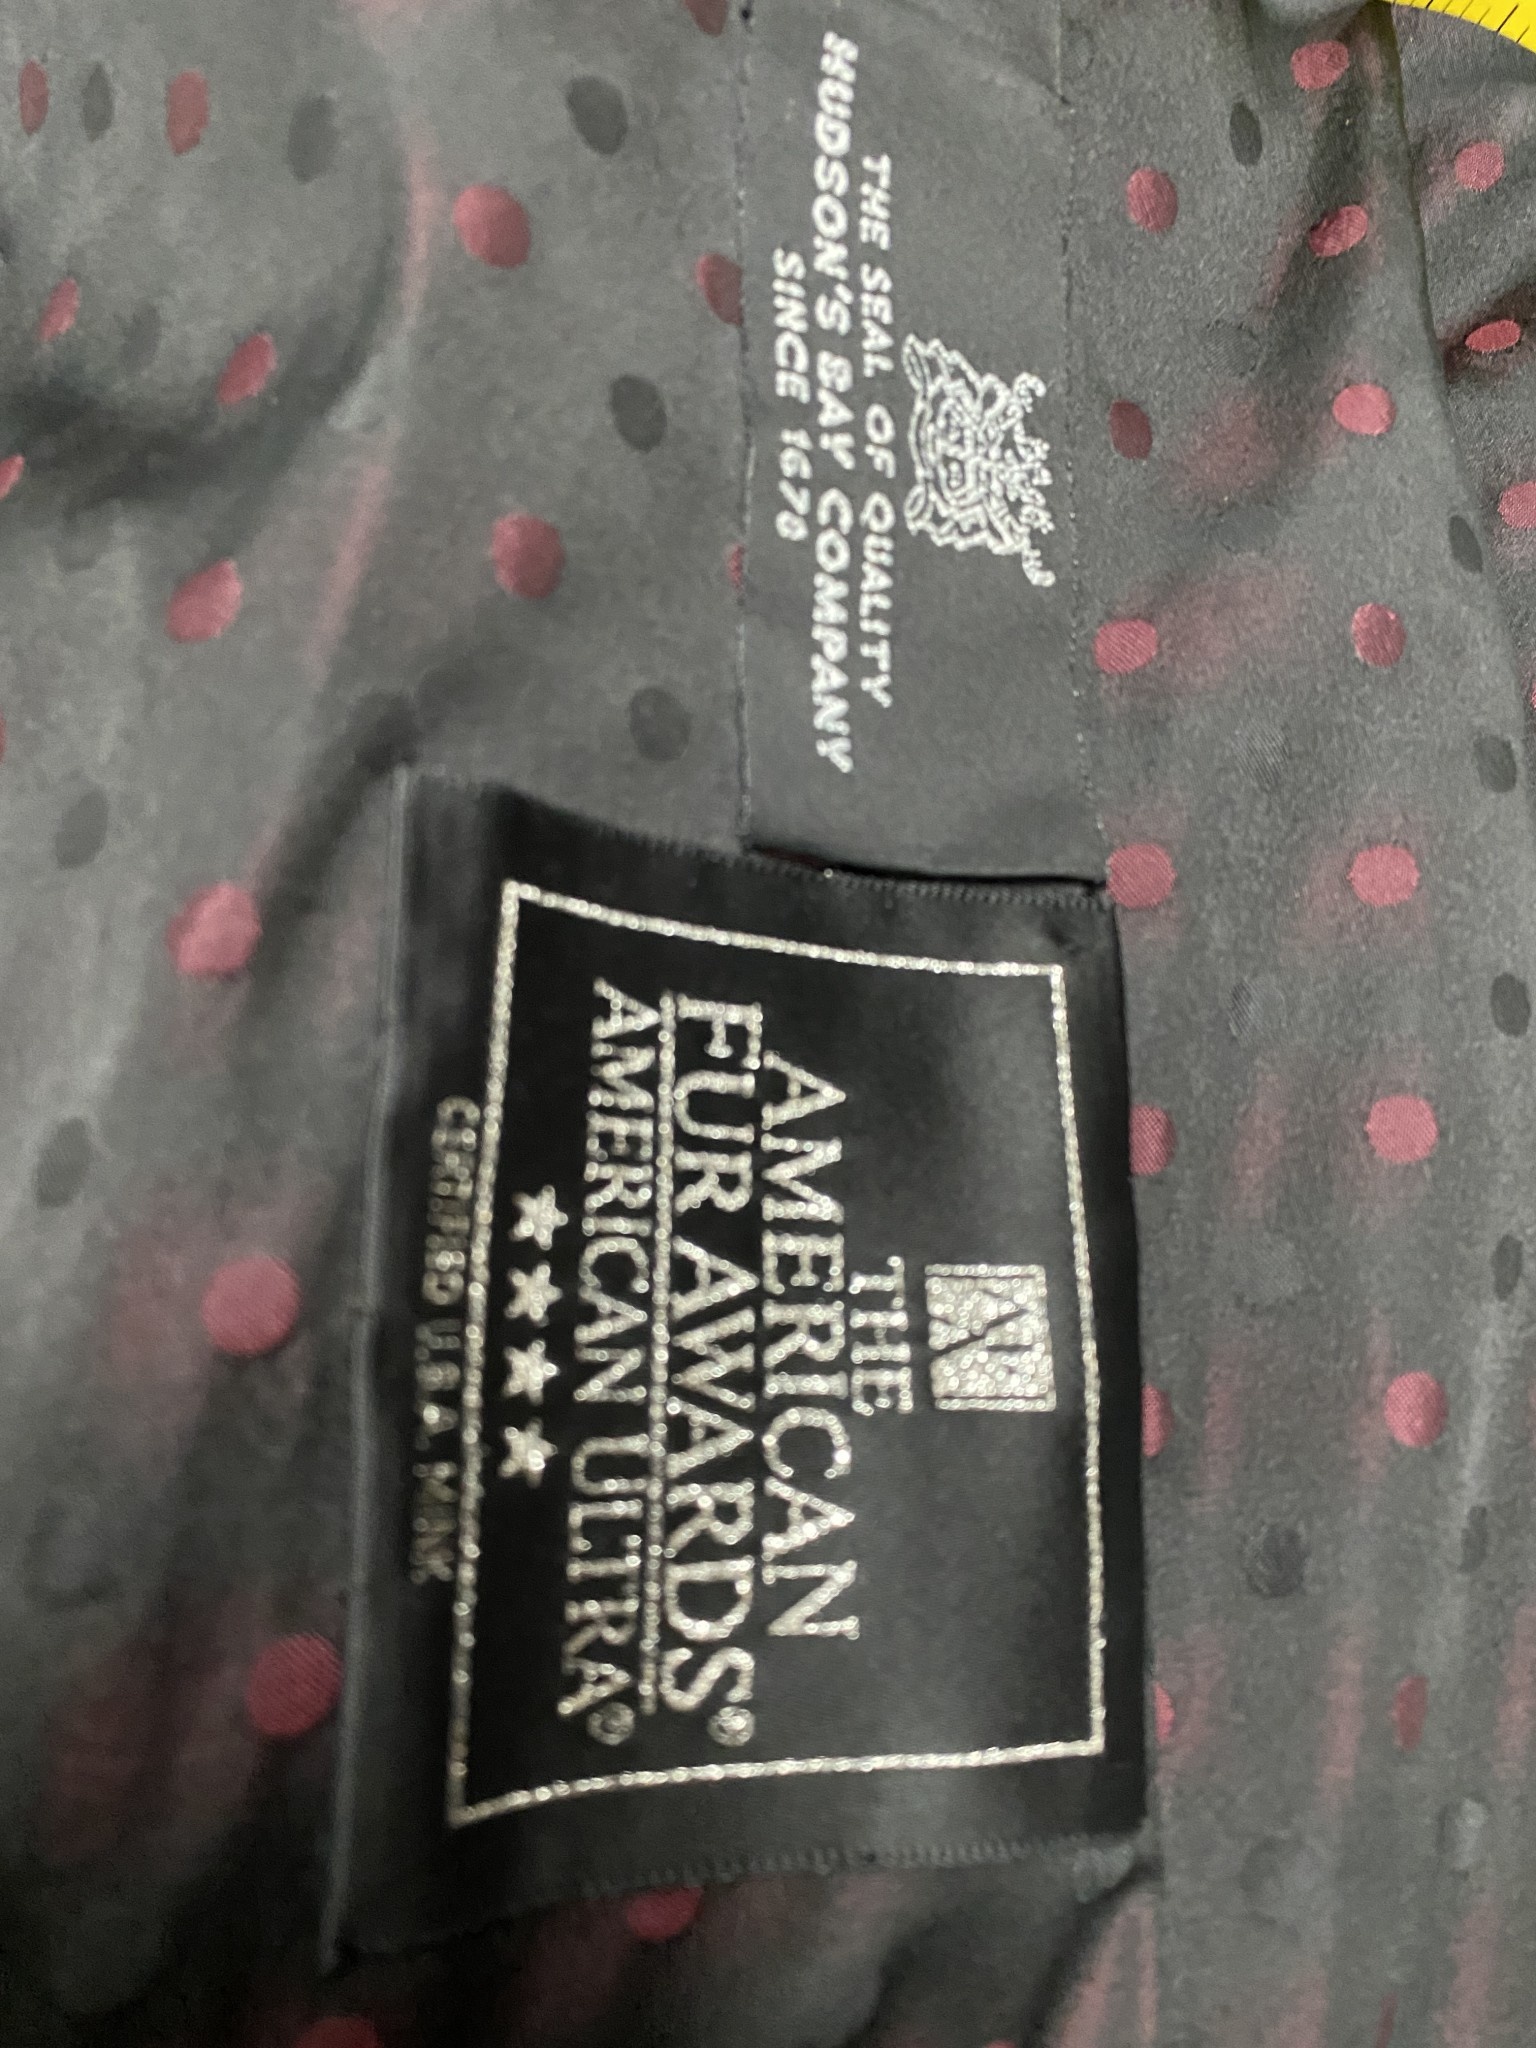 THE SEAL OF QUALITY
HUDSON'S BAY COMPANY
SINCE 1670
THE
AMERICAN
FUR AWARDS®
AMERICAN ULTRA®
CERTIFIED U.S.A. MINK